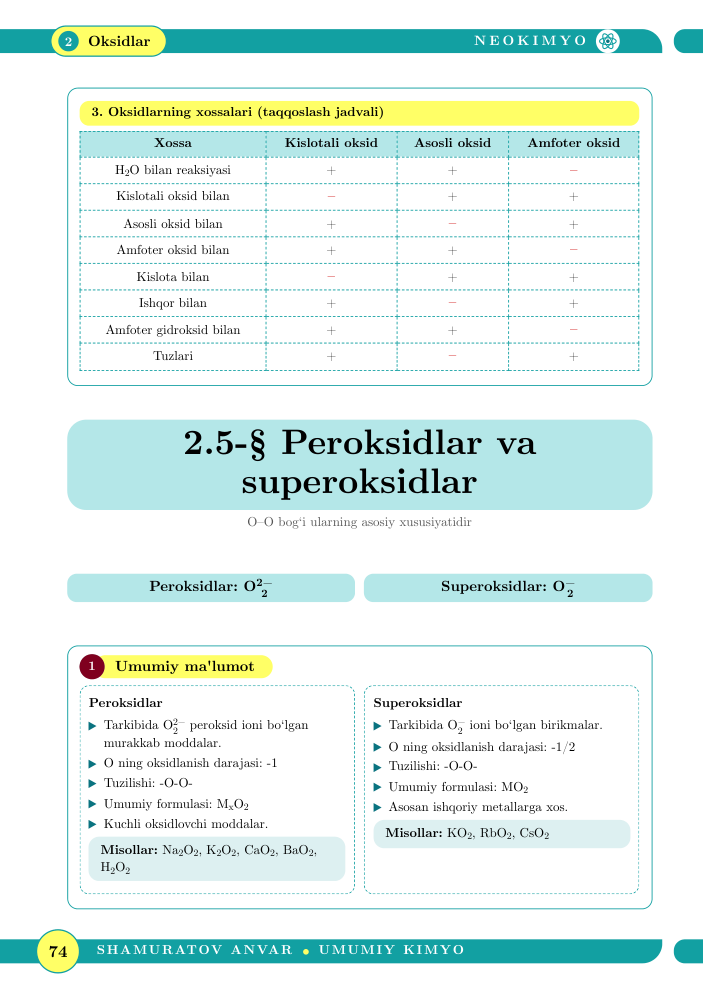 2 Oksidlar
NEOKIMYO
3. Oksidlarning xossalari (taqqoslash jadvali)
Xossa Kislotali oksid Asosli oksid Amfoter oksid
H₂O bilan reaksiyasi + + −
Kislotali oksid bilan − + +
Asosli oksid bilan + − +
Amfoter oksid bilan + + −
Kislota bilan − + +
Ishqor bilan + − +
Amfoter gidroksid bilan + + −
Tuzlari + − +
2.5-§ Peroksidlar va
superoksidlar
O–O bog‘i ularning asosiy xususiyatidir
Peroksidlar: O₂²⁻
Superoksidlar: O₂⁻
1 Umumiy ma'lumot
Peroksidlar
▶ Tarkibida O₂²⁻ peroksid ioni bo‘lgan
murakkab moddalar.
▶ O ning oksidlanish darajasi: -1
▶ Tuzilishi: -O-O-
▶ Umumiy formulasi: MₓO₂
▶ Kuchli oksidlovchi moddalar.
Misollar: Na₂O₂, K₂O₂, CaO₂, BaO₂,
H₂O₂
Superoksidlar
▶ Tarkibida O₂⁻ ioni bo‘lgan birikmalar.
▶ O ning oksidlanish darajasi: -1/2
▶ Tuzilishi: -O-O-
▶ Umumiy formulasi: MO₂
▶ Asosan ishqoriy metallarga xos.
Misollar: KO₂, RbO₂, CsO₂
74 SHAMURATOV ANVAR • UMUMIY KIMYO